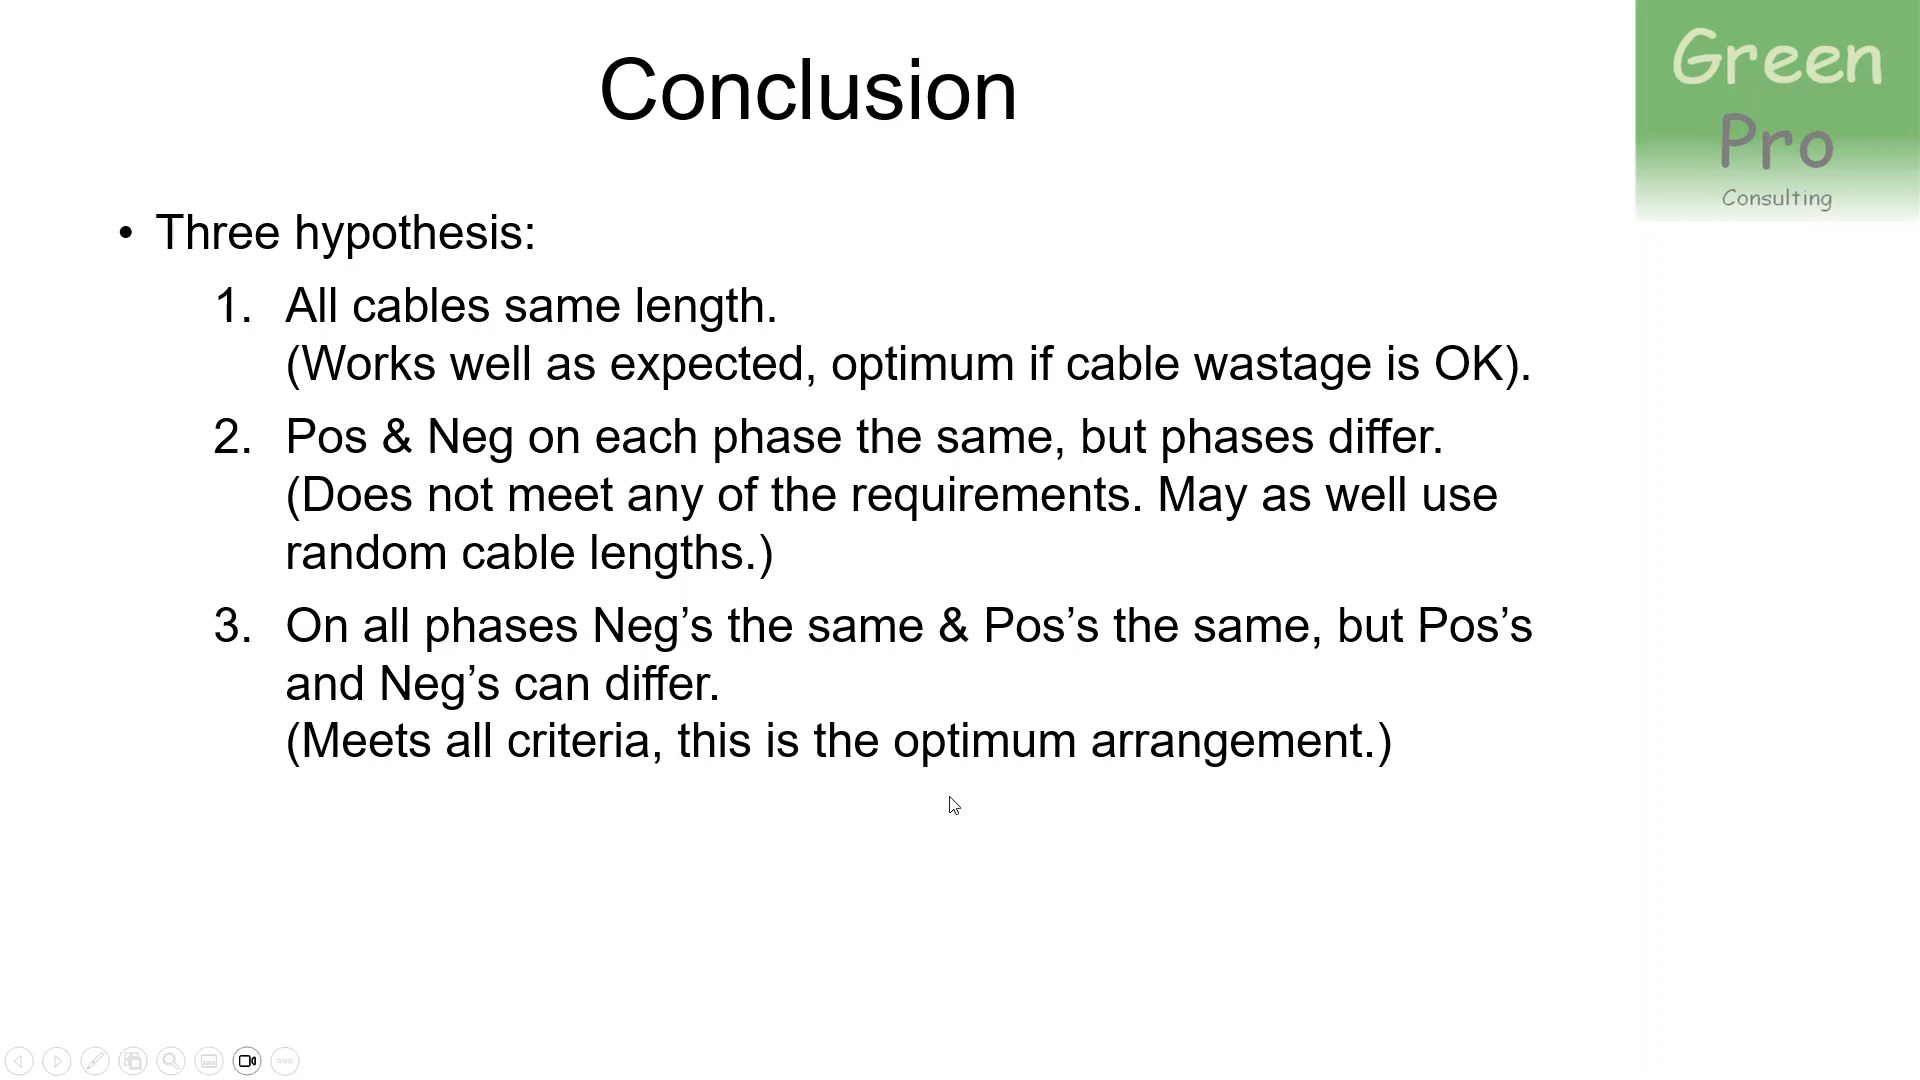 Conclusion
Green
Pro
Consulting
• Three hypothesis:
1. All cables same length.
(Works well as expected, optimum if cable wastage is OK).
2. Pos & Neg on each phase the same, but phases differ.
(Does not meet any of the requirements. May as well use
random cable lengths.)
3. On all phases Neg’s the same & Pos’s the same, but Pos’s
and Neg’s can differ.
(Meets all criteria, this is the optimum arrangement.)